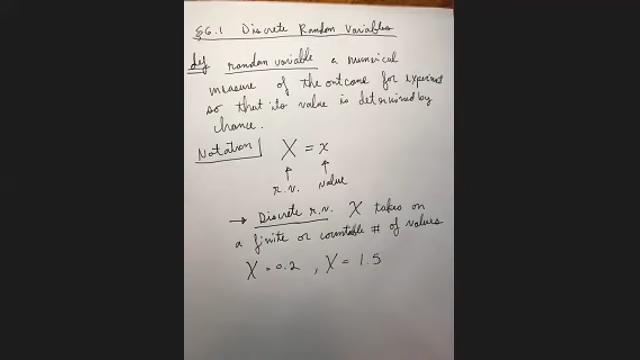 §6.1 Discrete Random Variables
def random variable a numerical
measure of the outcome for experiment
so that its value is determined by
chance.
Notation X = x
r.v. value
→ Discrete r.v. X takes on
a finite or countable # of values
X = 0.2 , X = 1.5